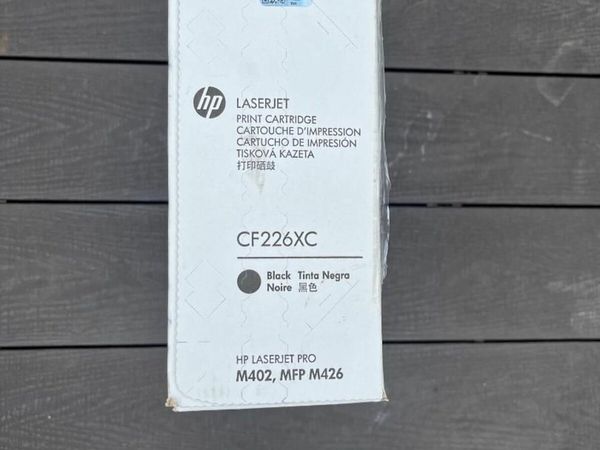 hp
LASERJET
PRINT CARTRIDGE
CARTOUCHE D'IMPRESSION
CARTUCHO DE IMPRESIÓN
TISKOVÁ KAZETA
打印硒鼓
CF226XC
Black Tinta Negra
Noire 黑色
HP LASERJET PRO
M402, MFP M426